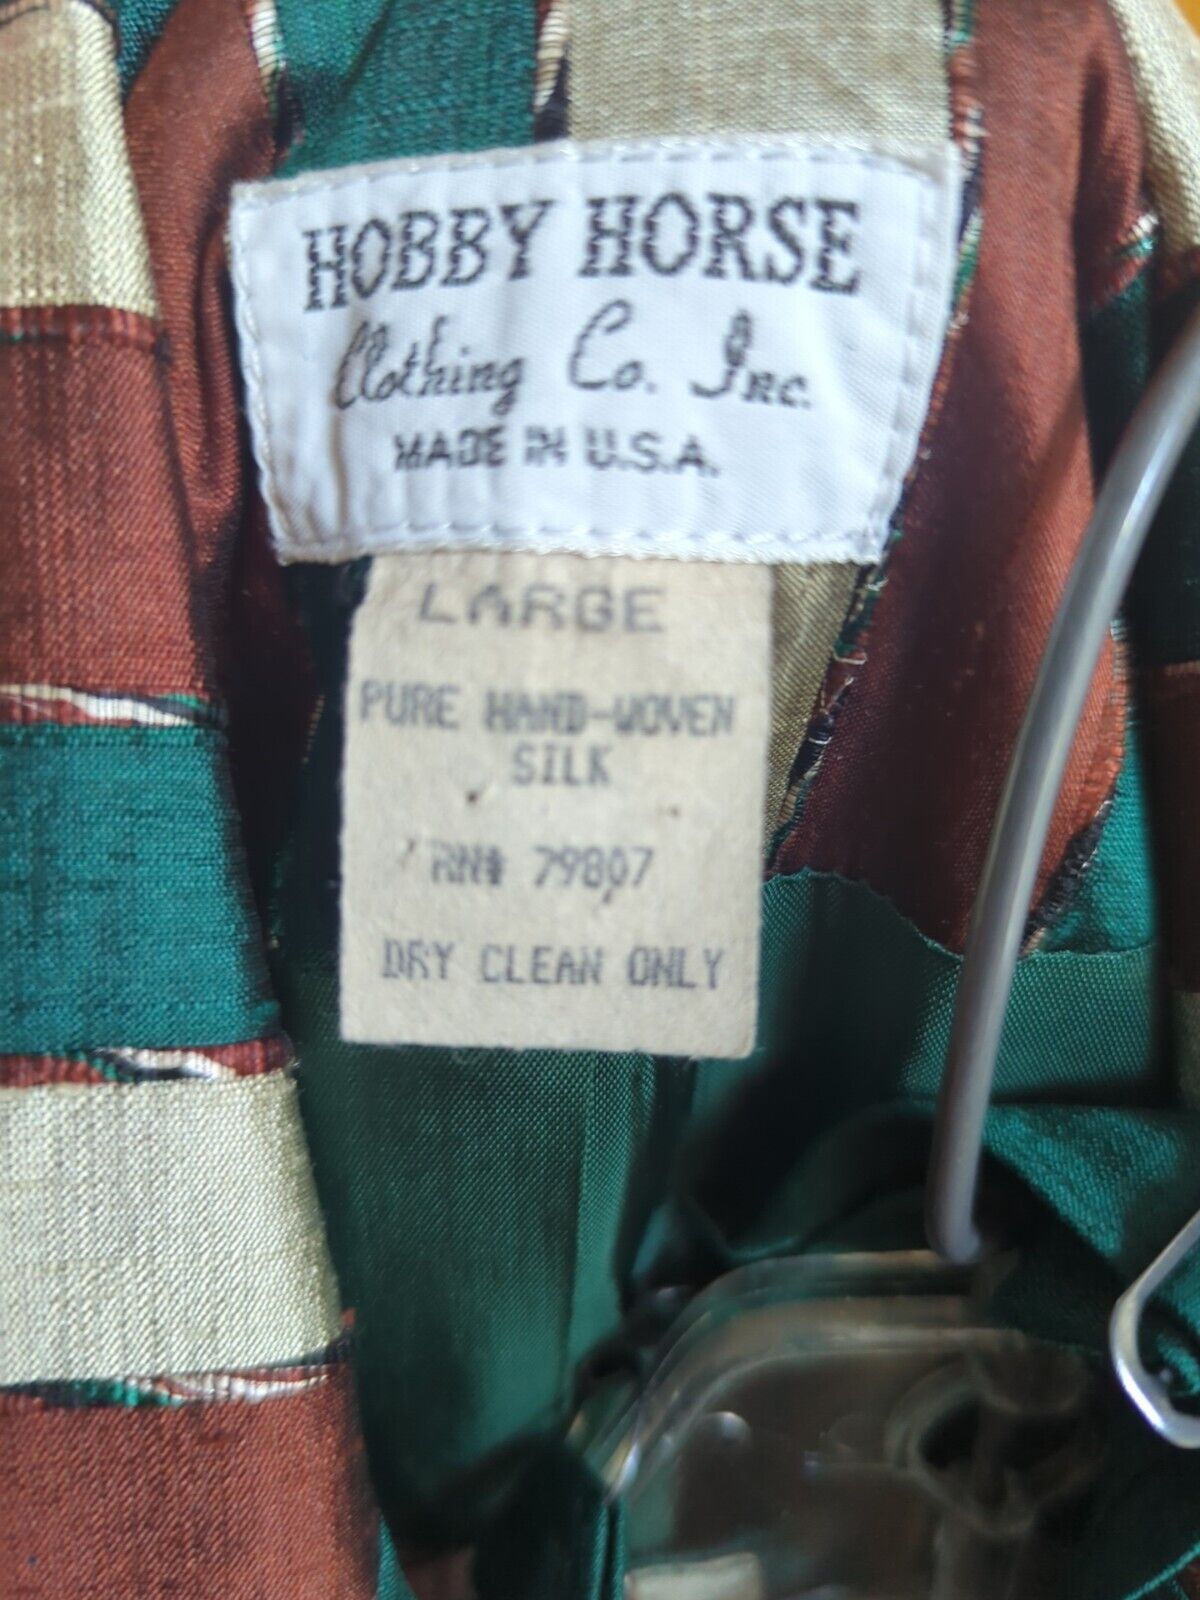 HOBBY HORSE
Clothing Co. Inc.
MADE IN U.S.A.
LARGE
PURE HAND-WOVEN
SILK
RN# 79807
DRY CLEAN ONLY